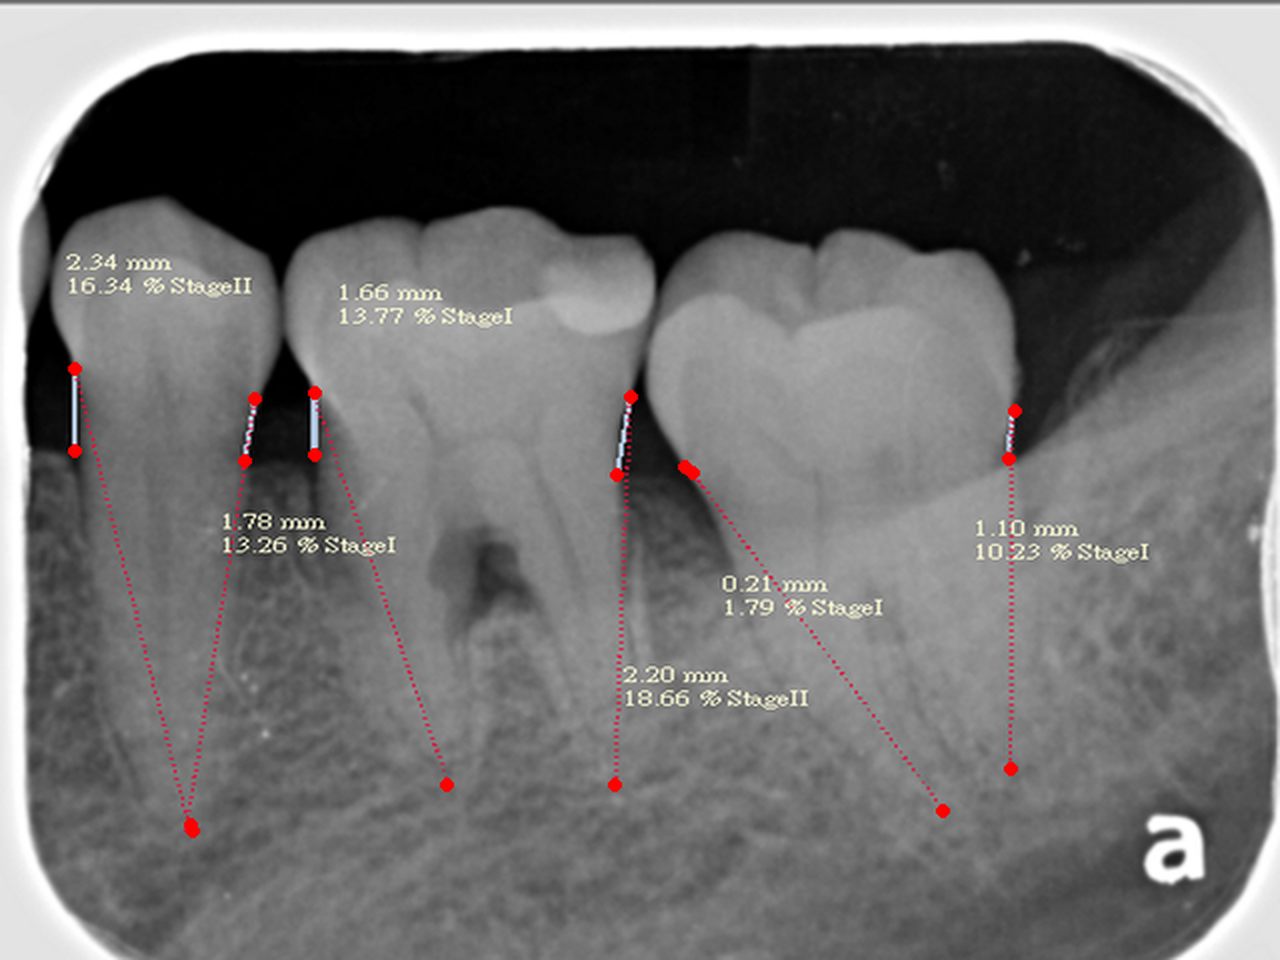 2.34 mm
16.34 % StageII
1.66 mm
13.77 % StageI
1.78 mm
13.26 % StageI
1.10 mm
10.23 % StageI
0.21 mm
1.79 % StageI
2.20 mm
18.66 % StageII
a